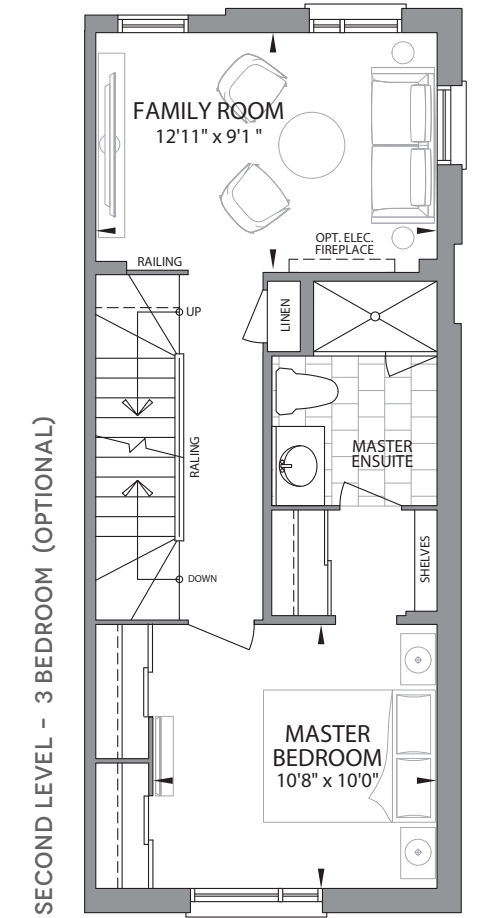 FAMILY ROOM
12'11" x 9'1 "
OPT. ELEC.
FIREPLACE
RAILING
UP
LINEN
RAILING
MASTER
ENSUITE
SHELVES
DOWN
MASTER
BEDROOM
10'8" x 10'0"
SECOND LEVEL - 3 BEDROOM (OPTIONAL)